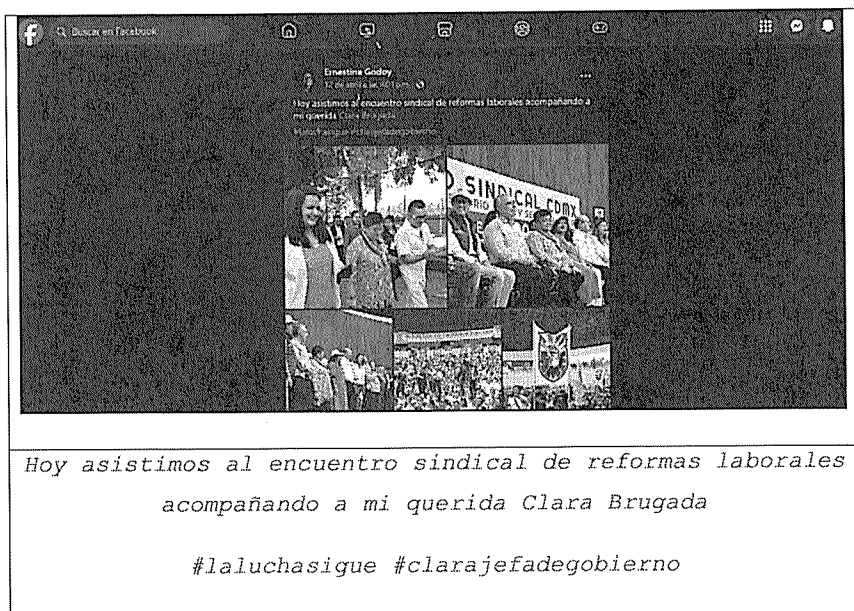 Buscar en Facebook
Ernestina Godoy
Hoy asistimos al encuentro sindical de reformas laborales acompañando a
mi querida Clara Brugada
O SINDICAL CDMX
Hoy asistimos al encuentro sindical de reformas laborales
acompañando a mi querida Clara Brugada
#laluchasigue #clarajefadegobierno